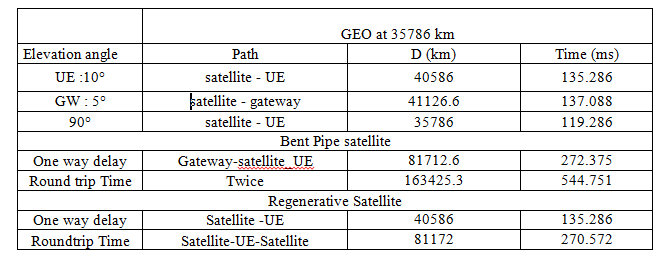 GEO at 35786 km
Elevation angle Path D (km) Time (ms)
UE :10° satellite - UE 40586 135.286
GW : 5° satellite - gateway 41126.6 137.088
90° satellite - UE 35786 119.286
Bent Pipe satellite
One way delay Gateway-satellite_UE 81712.6 272.375
Round trip Time Twice 163425.3 544.751
Regenerative Satellite
One way delay Satellite -UE 40586 135.286
Roundtrip Time Satellite-UE-Satellite 81172 270.572